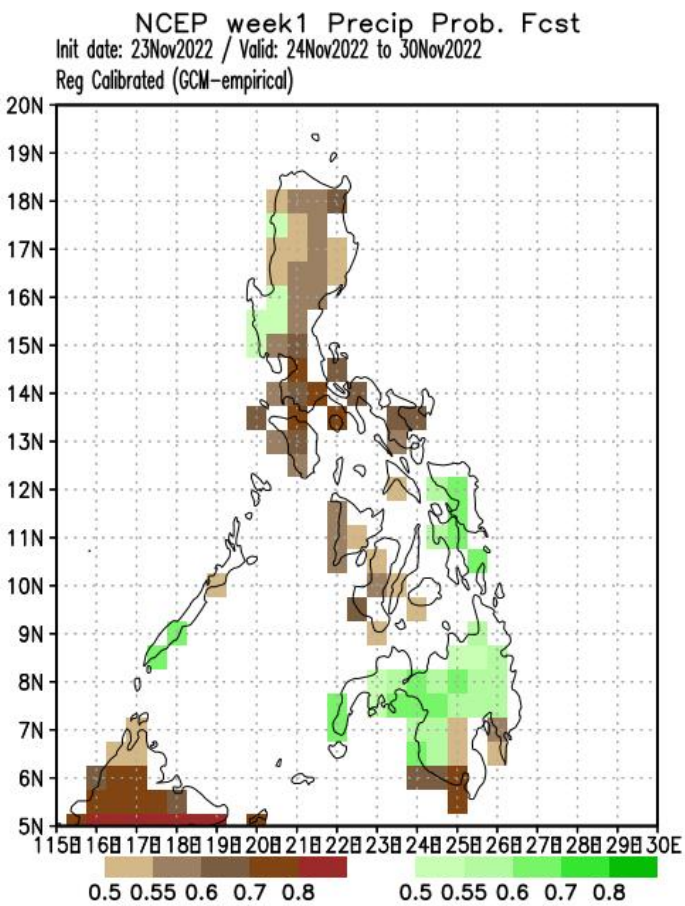 NCEP week1 Precip Prob. Fcst
Init date: 23Nov2022 / Valid: 24Nov2022 to 30Nov2022
Reg Calibrated (GCM-empirical)
20N
19N
18N
17N
16N
15N
14N
13N
12N
11N
10N
9N
8N
7N
6N
5N
115E 116E 117E 118E 119E 120E 121E 122E 123E 124E 125E 126E 127E 128E 129E 130E
0.5 0.55 0.6 0.7 0.8 0.5 0.55 0.6 0.7 0.8